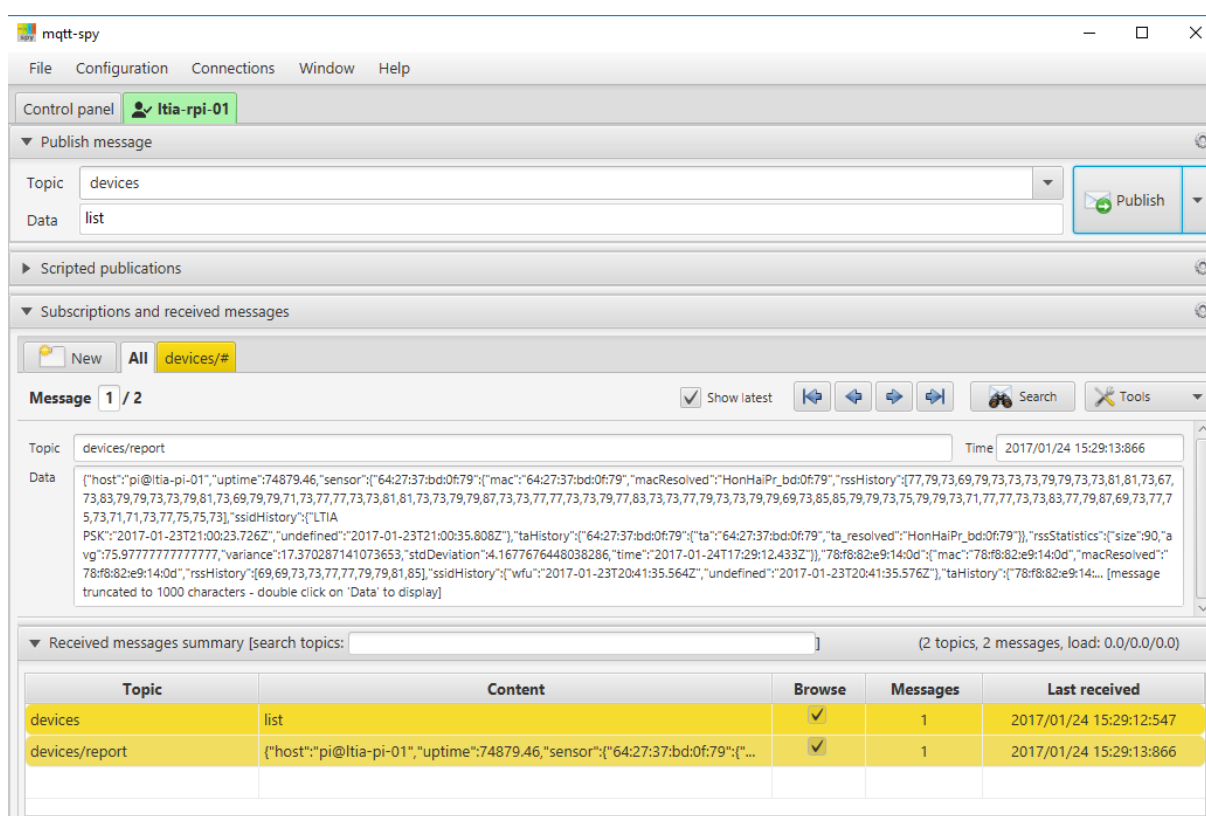 mqtt-spy
File Configuration Connections Window Help
Control panel ltia-rpi-01
Publish message
Topic devices
Publish
Data list
Scripted publications
Subscriptions and received messages
New All devices/#
Message 1 / 2 Show latest Search Tools
Topic devices/report Time 2017/01/24 15:29:13:866
Data {"host":"pi@ltia-pi-01","uptime":74879.46,"sensor":{"64:27:37:bd:0f:79":{"mac":"64:27:37:bd:0f:79","macResolved":"HonHaiPr_bd:0f:79","rssHistory":[77,79,73,69,79,73,73,73,79,79,73,73,81,81,73,67,
73,83,79,79,73,73,79,81,73,69,79,79,71,73,77,77,73,73,81,81,73,73,79,79,87,73,73,77,77,73,73,79,77,83,73,73,77,79,73,73,79,79,69,73,85,85,79,79,73,75,79,79,73,71,77,77,73,73,83,77,79,87,69,73,77,7
5,73,71,71,73,77,75,75,73],"ssidHistory":{"LTIA
PSK":"2017-01-23T21:00:23.726Z","undefined":"2017-01-23T21:00:35.808Z"},"taHistory":{"64:27:37:bd:0f:79":{"ta":"64:27:37:bd:0f:79","ta_resolved":"HonHaiPr_bd:0f:79"}},"rssStatistics":{"size":90,"a
vg":75.97777777777777,"variance":17.370287141073653,"stdDeviation":4.1677676448038286,"time":"2017-01-24T17:29:12.433Z"}},"78:f8:82:e9:14:0d":{"mac":"78:f8:82:e9:14:0d","macResolved":"
78:f8:82:e9:14:0d","rssHistory":[69,69,73,73,77,77,79,79,81,85],"ssidHistory":{"wfu":"2017-01-23T20:41:35.564Z","undefined":"2017-01-23T20:41:35.576Z"},"taHistory":{"78:f8:82:e9:14:... [message
truncated to 1000 characters - double click on 'Data' to display]
Received messages summary [search topics: ] (2 topics, 2 messages, load: 0.0/0.0/0.0)
Topic Content Browse Messages Last received
devices list 1 2017/01/24 15:29:12:547
devices/report {"host":"pi@ltia-pi-01","uptime":74879.46,"sensor":{"64:27:37:bd:0f:79":{"... 1 2017/01/24 15:29:13:866